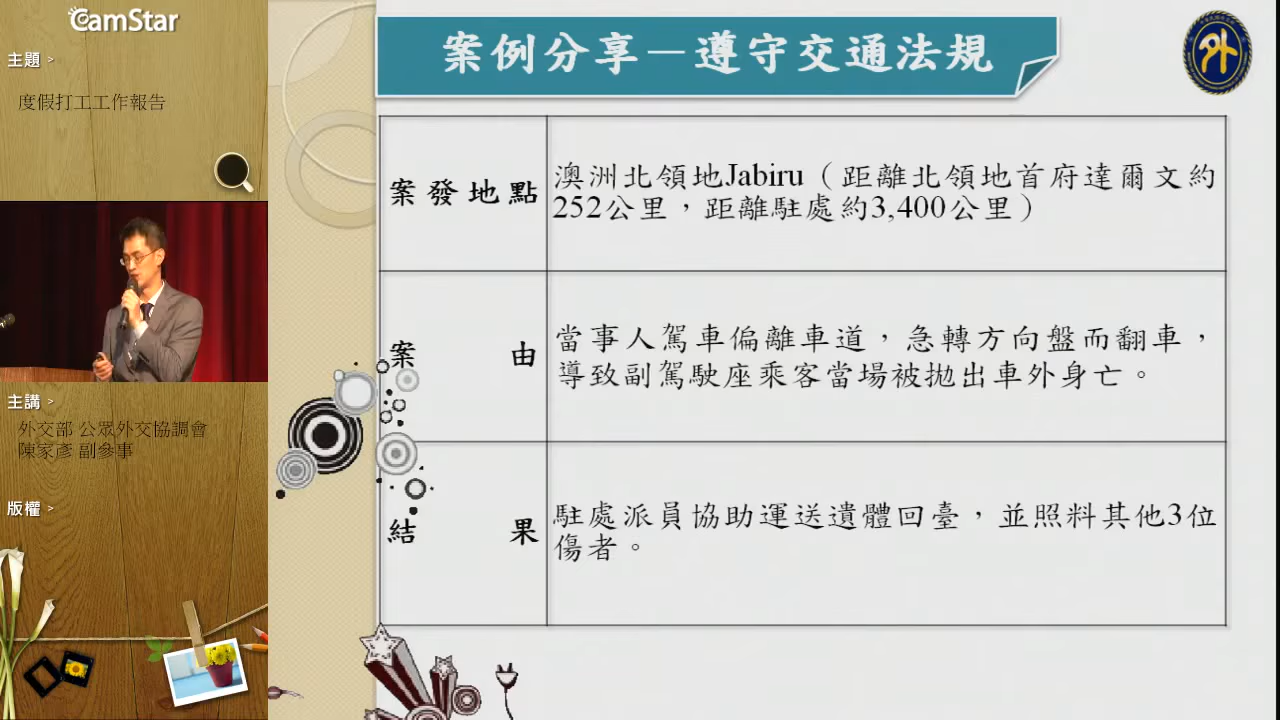 CamStar
主題 >
度假打工工作報告
主講 >
外交部 公眾外交協調會
陳家彥 副參事
版權 >
案例分享－遵守交通法規
外
案發地點
澳洲北領地Jabiru（距離北領地首府達爾文約
252公里，距離駐處約3,400公里）
案由
當事人駕車偏離車道，急轉方向盤而翻車，
導致副駕駛座乘客當場被拋出車外身亡。
結果
駐處派員協助運送遺體回臺，並照料其他3位
傷者。